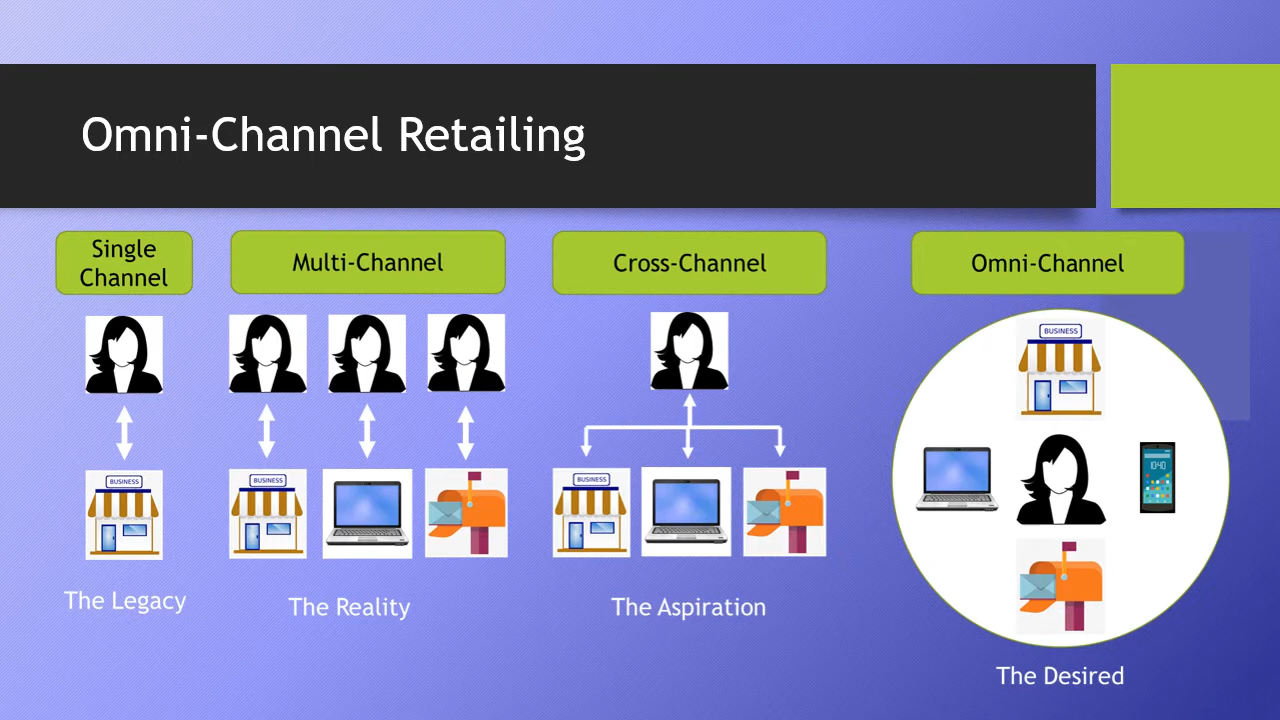 Omni-Channel Retailing
Single
Channel
Multi-Channel
Cross-Channel
Omni-Channel
BUSINESS
BUSINESS
BUSINESS
BUSINESS
10:40
The Legacy
The Reality
The Aspiration
The Desired